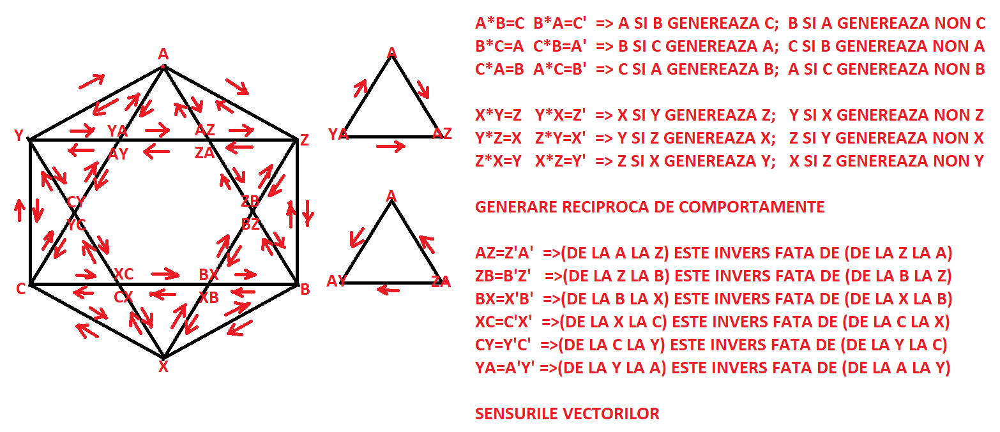 A
Y
YA
AZ
Z
AY
ZA
CY
ZB
YC
BZ
XC
BX
C
CX
XB
B
X
A
YA
AZ
A
AY
ZA
A*B=C B*A=C' => A SI B GENEREAZA C; B SI A GENEREAZA NON C
B*C=A C*B=A' => B SI C GENEREAZA A; C SI B GENEREAZA NON A
C*A=B A*C=B' => C SI A GENEREAZA B; A SI C GENEREAZA NON B
X*Y=Z Y*X=Z' => X SI Y GENEREAZA Z; Y SI X GENEREAZA NON Z
Y*Z=X Z*Y=X' => Y SI Z GENEREAZA X; Z SI Y GENEREAZA NON X
Z*X=Y X*Z=Y' => Z SI X GENEREAZA Y; X SI Z GENEREAZA NON Y
GENERARE RECIPROCA DE COMPORTAMENTE
AZ=Z'A' =>(DE LA A LA Z) ESTE INVERS FATA DE (DE LA Z LA A)
ZB=B'Z' =>(DE LA Z LA B) ESTE INVERS FATA DE (DE LA B LA Z)
BX=X'B' =>(DE LA B LA X) ESTE INVERS FATA DE (DE LA X LA B)
XC=C'X' =>(DE LA X LA C) ESTE INVERS FATA DE (DE LA C LA X)
CY=Y'C' =>(DE LA C LA Y) ESTE INVERS FATA DE (DE LA Y LA C)
YA=A'Y' =>(DE LA Y LA A) ESTE INVERS FATA DE (DE LA A LA Y)
SENSURILE VECTORILOR